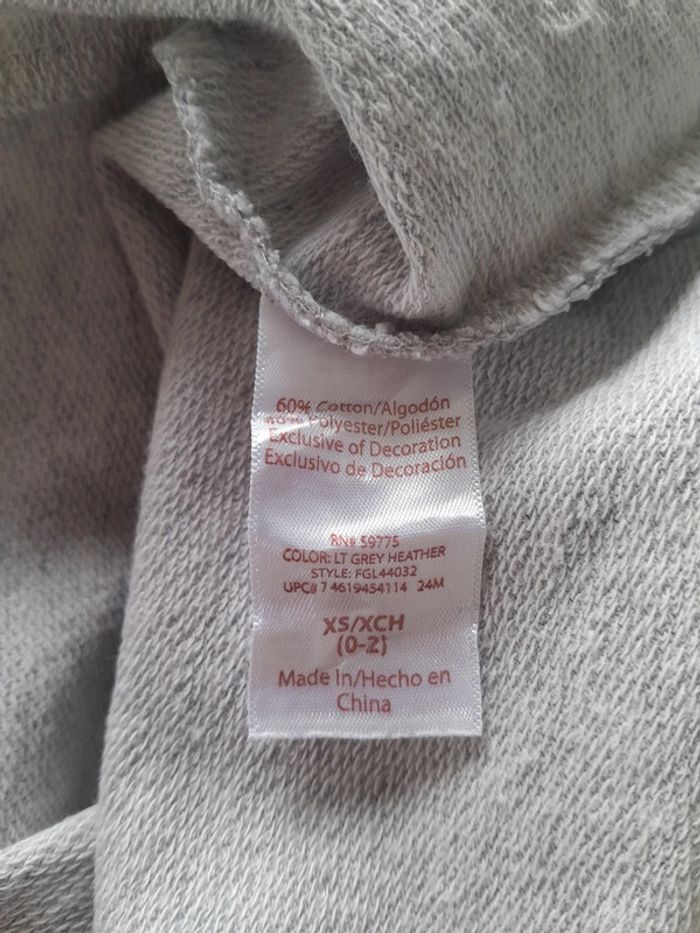 60% Cotton/Algodón
40% Polyester/Poliéster
Exclusive of Decoration
Exclusivo de Decoración
RN# 59775
COLOR: LT GREY HEATHER
STYLE: FGL44032
UPC# 7 4619454114 24M
XS/XCH
(0-2)
Made In/Hecho en
China